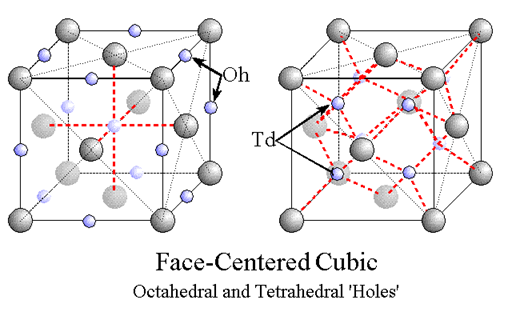 Oh
Td
Face-Centered Cubic
Octahedral and Tetrahedral 'Holes'